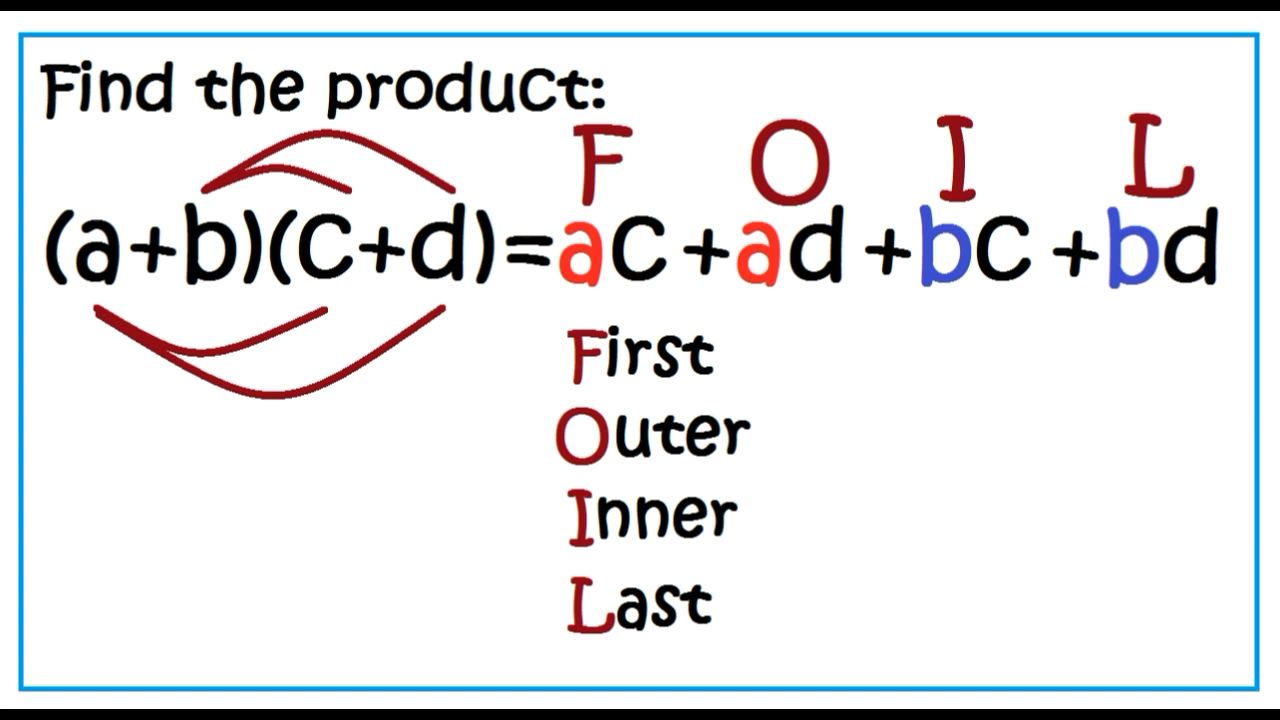 Find the product:
F O I L
(a+b)(c+d)=ac+ad+bc+bd
First
Outer
Inner
Last